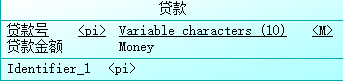 贷款
贷款号 <pi> Variable characters (10) <M>
贷款金额 Money
Identifier_1 <pi>